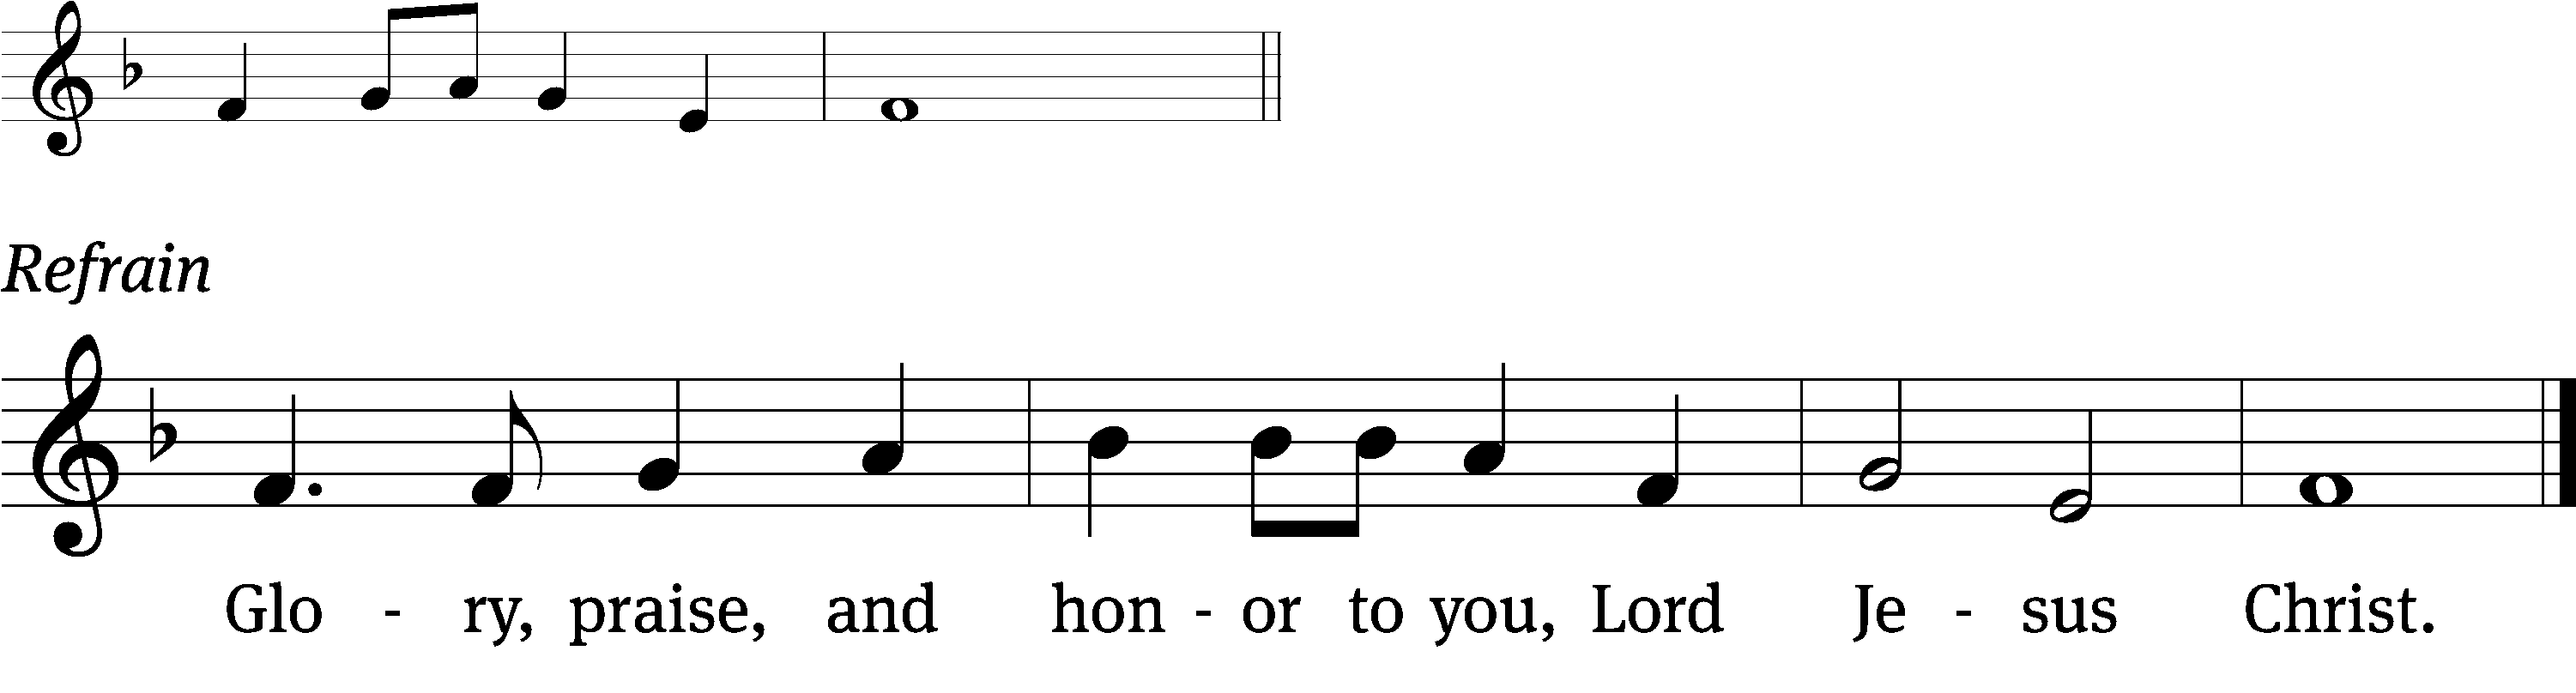 Refrain
Glo - ry, praise, and hon - or to you, Lord Je - sus Christ.